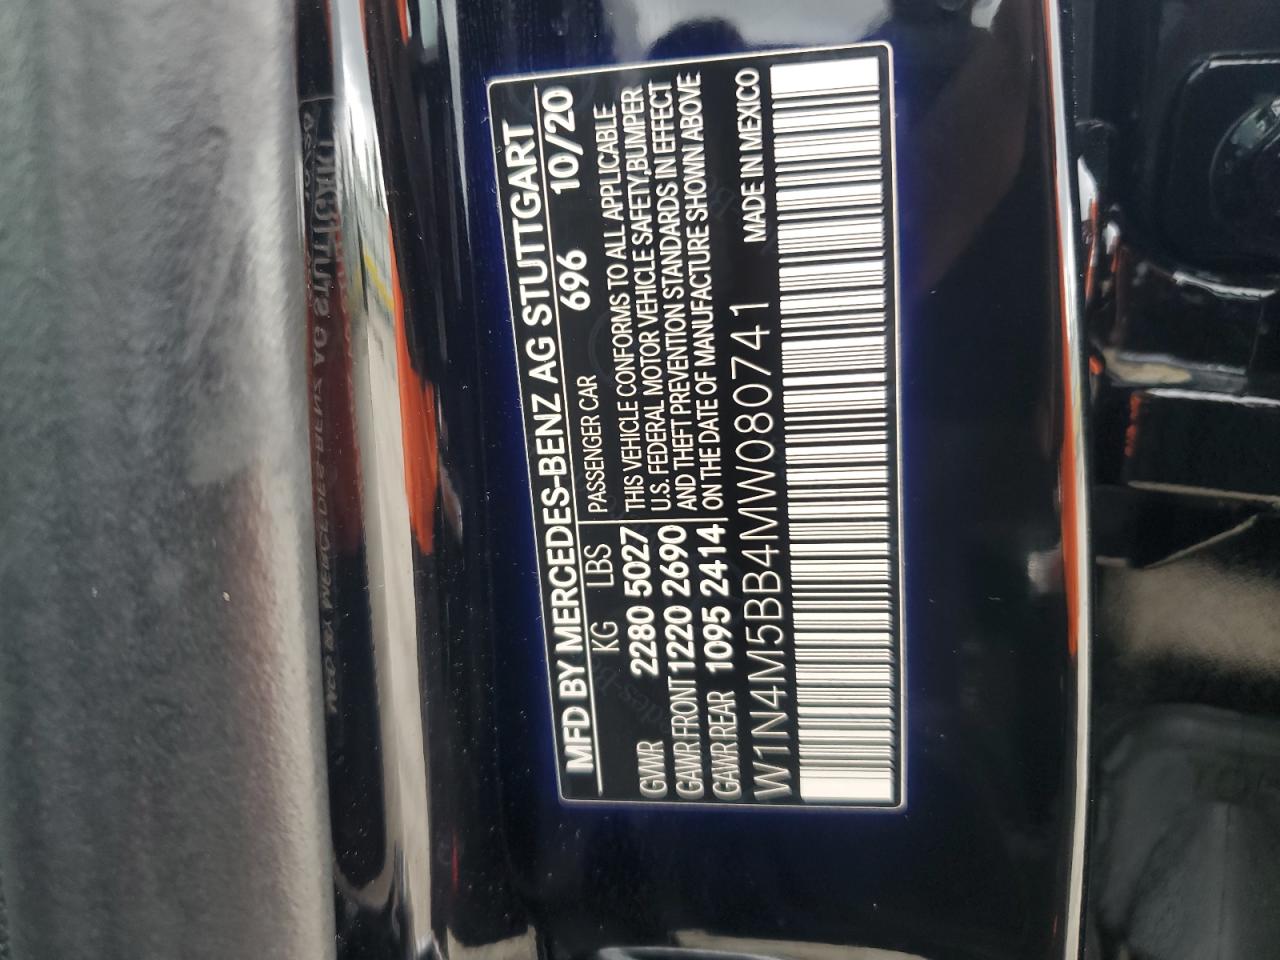 MFD BY MERCEDES-BENZ AG STUTTGART
KG LBS 696 10/20
PASSENGER CAR
GVWR 2280 5027
GAWR FRONT 1220 2690
GAWR REAR 1095 2414
THIS VEHICLE CONFORMS TO ALL APPLICABLE
U.S. FEDERAL MOTOR VEHICLE SAFETY,BUMPER
AND THEFT PREVENTION STANDARDS IN EFFECT
ON THE DATE OF MANUFACTURE SHOWN ABOVE
W1N4M5BB4MW080741 MADE IN MEXICO